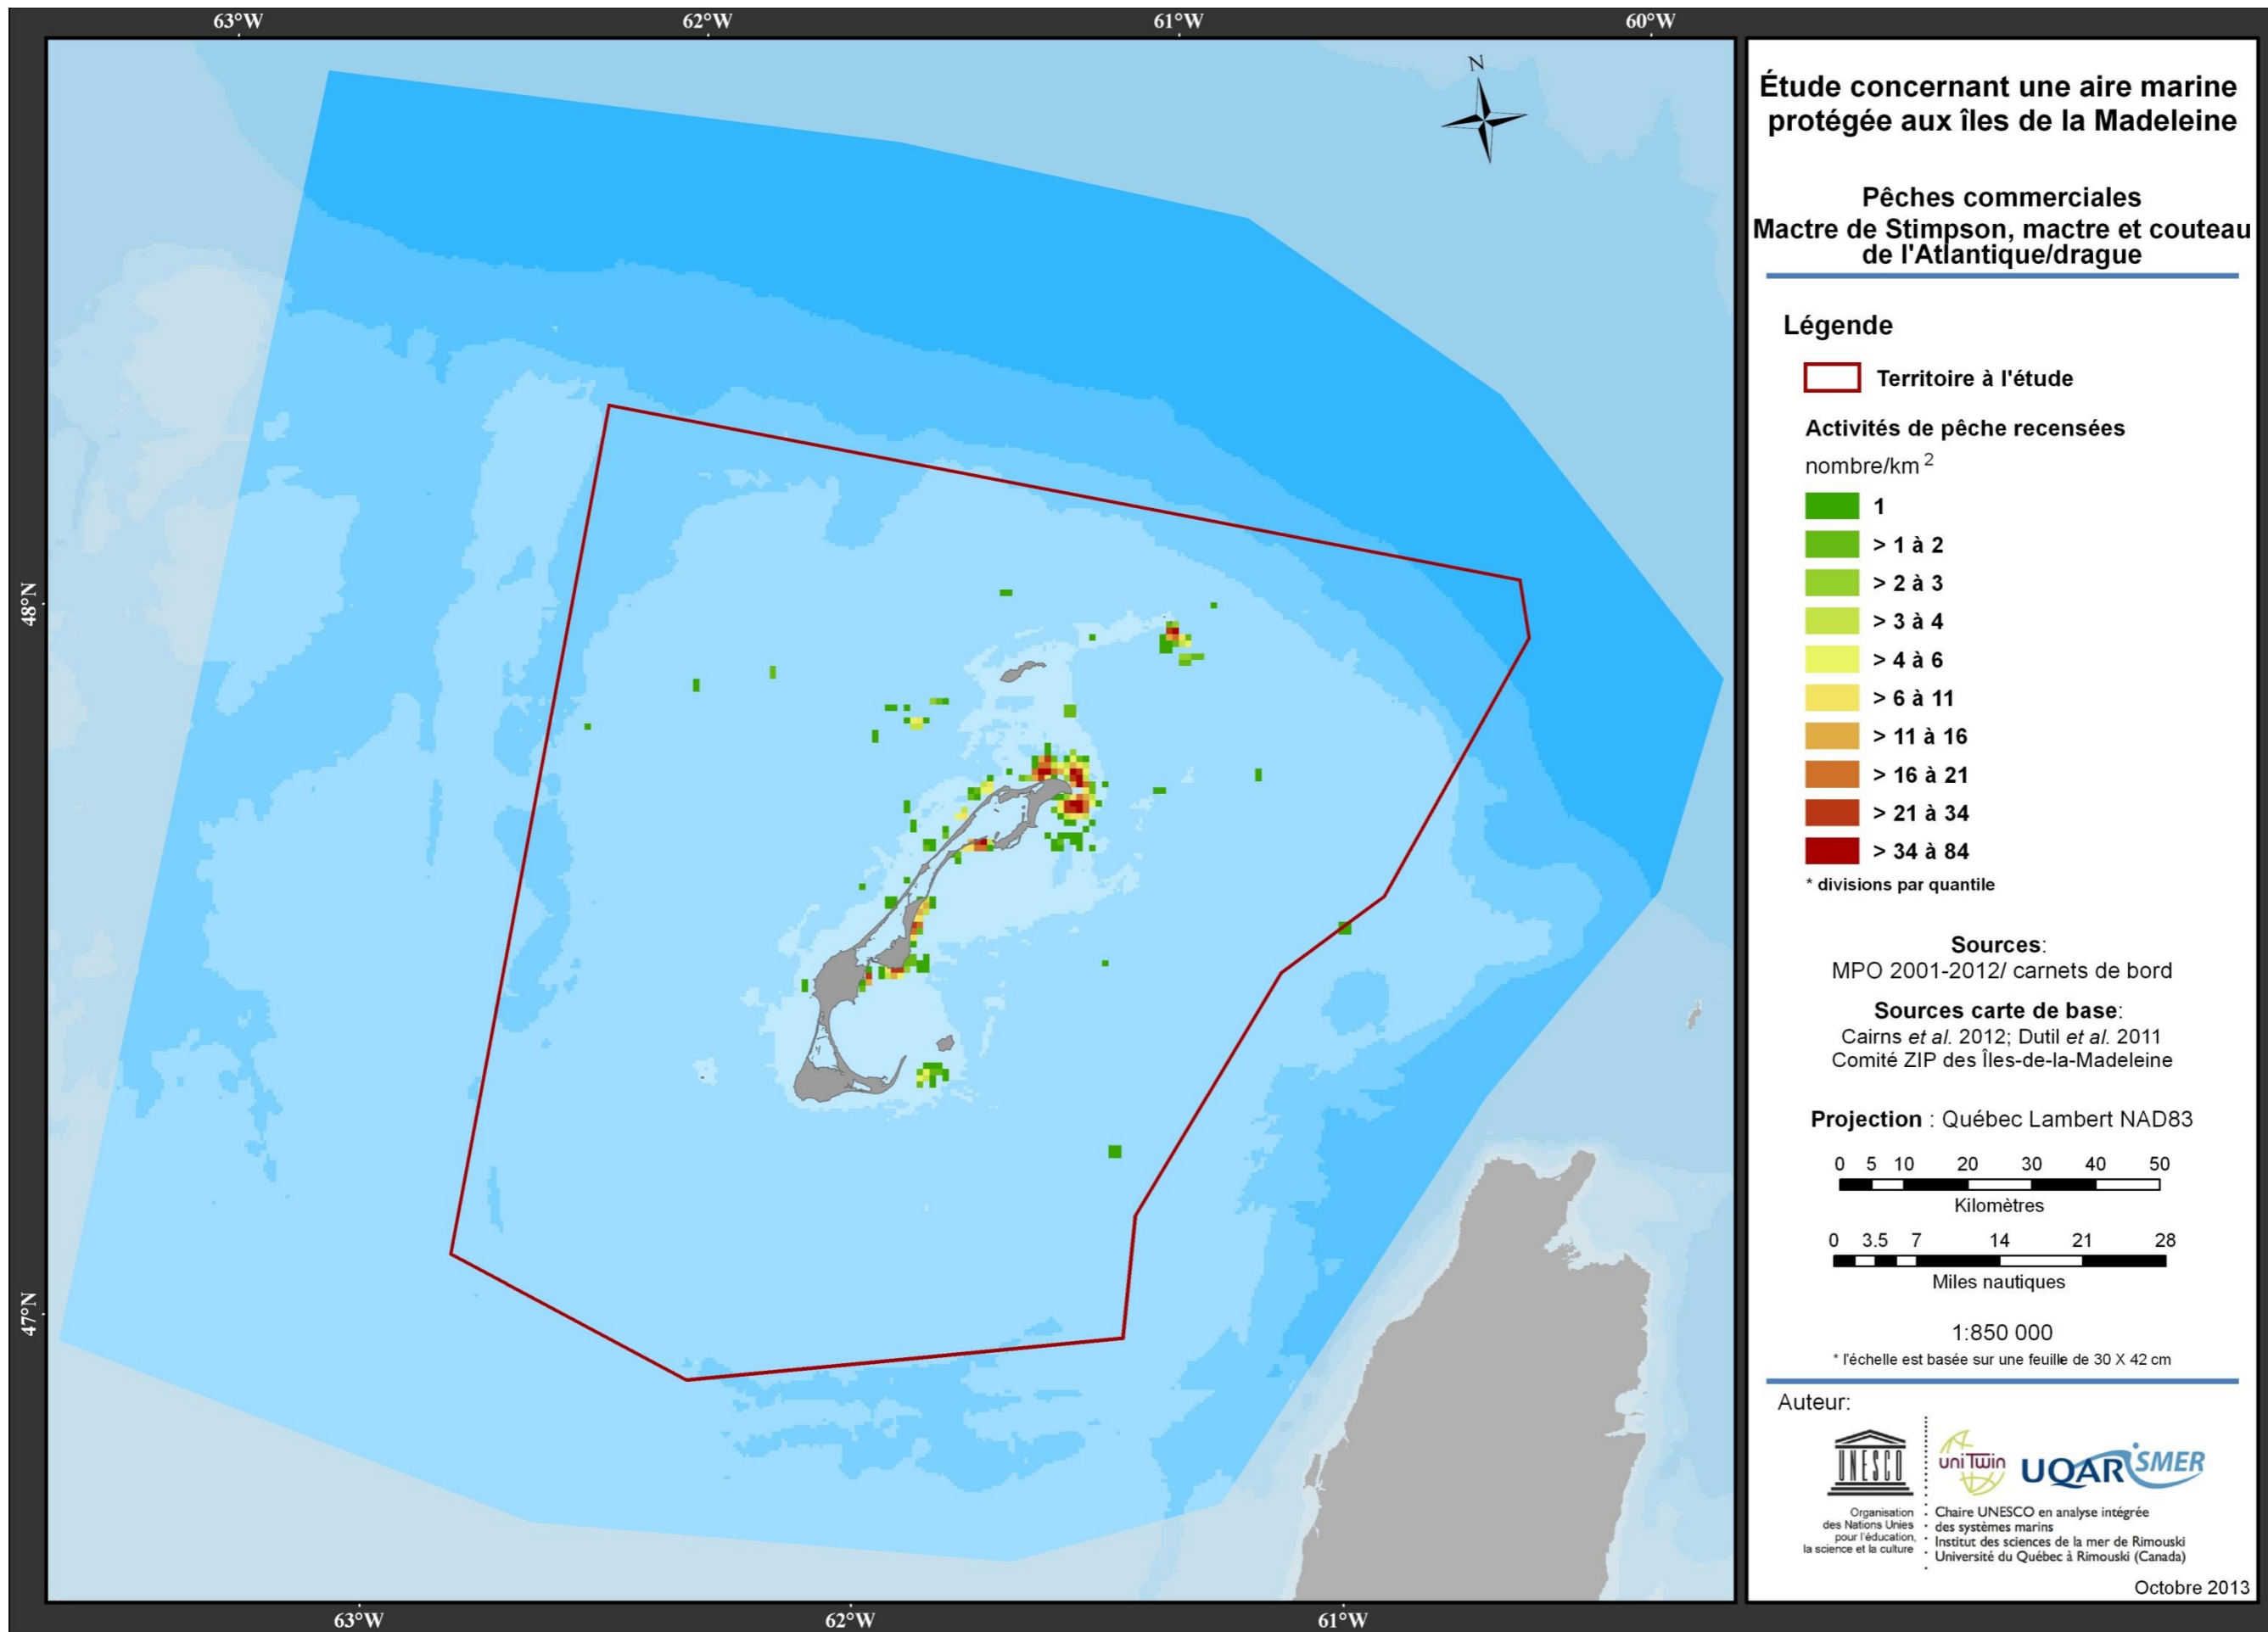 63°W
62°W
61°W
60°W
48°N
47°N
63°W
62°W
61°W
N
Étude concernant une aire marine
protégée aux îles de la Madeleine
Pêches commerciales
Mactre de Stimpson, mactre et couteau
de l'Atlantique/drague
Légende
Territoire à l'étude
Activités de pêche recensées
nombre/km²
1
> 1 à 2
> 2 à 3
> 3 à 4
> 4 à 6
> 6 à 11
> 11 à 16
> 16 à 21
> 21 à 34
> 34 à 84
* divisions par quantile
Sources:
MPO 2001-2012/ carnets de bord
Sources carte de base:
Cairns et al. 2012; Dutil et al. 2011
Comité ZIP des Îles-de-la-Madeleine
Projection : Québec Lambert NAD83
0 5 10 20 30 40 50
Kilomètres
0 3.5 7 14 21 28
Miles nautiques
1:850 000
* l'échelle est basée sur une feuille de 30 X 42 cm
Auteur:
UNESCO
uniTwin
UQAR iSMER
Organisation
des Nations Unies
pour l'éducation,
la science et la culture
Chaire UNESCO en analyse intégrée
des systèmes marins
Institut des sciences de la mer de Rimouski
Université du Québec à Rimouski (Canada)
Octobre 2013